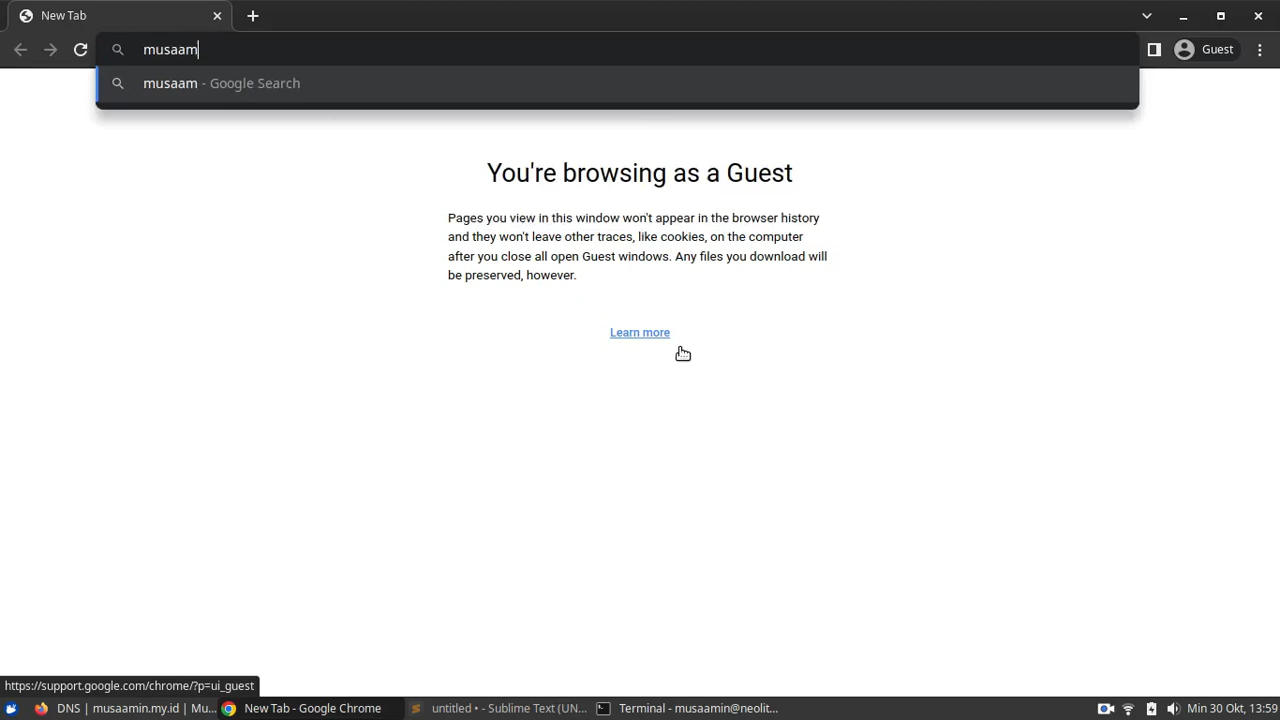 New Tab
musaam
Guest
musaam - Google Search
You're browsing as a Guest
Pages you view in this window won't appear in the browser history
and they won't leave other traces, like cookies, on the computer
after you close all open Guest windows. Any files you download will
be preserved, however.
Learn more
https://support.google.com/chrome/?p=ui_guest
DNS | musaamin.my.id | Mu...
New Tab - Google Chrome
untitled • - Sublime Text (UN...
Terminal - musaamin@neolit...
Min 30 Okt, 13:59